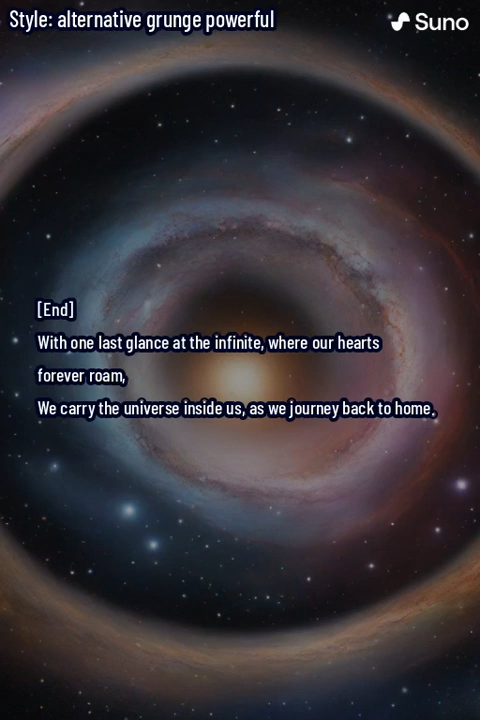 Style: alternative grunge powerful
Suno
[End]
With one last glance at the infinite, where our hearts
forever roam,
We carry the universe inside us, as we journey back to home.